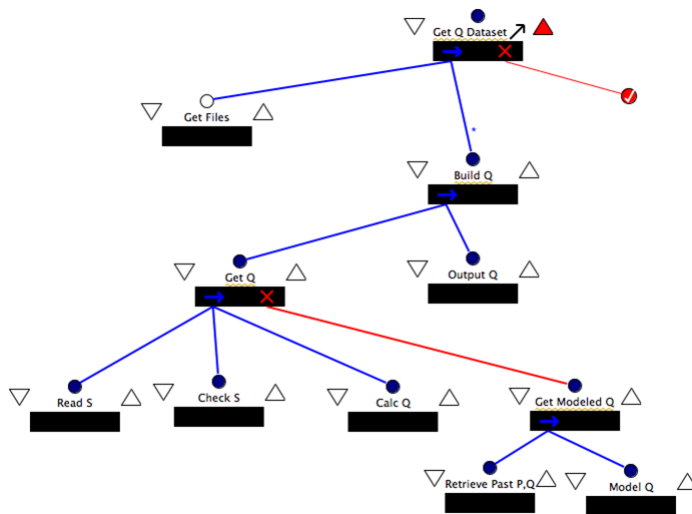 Get Q Dataset
Get Files
*
Build Q
Get Q
Output Q
Read S
Check S
Calc Q
Get Modeled Q
Retrieve Past P,Q
Model Q